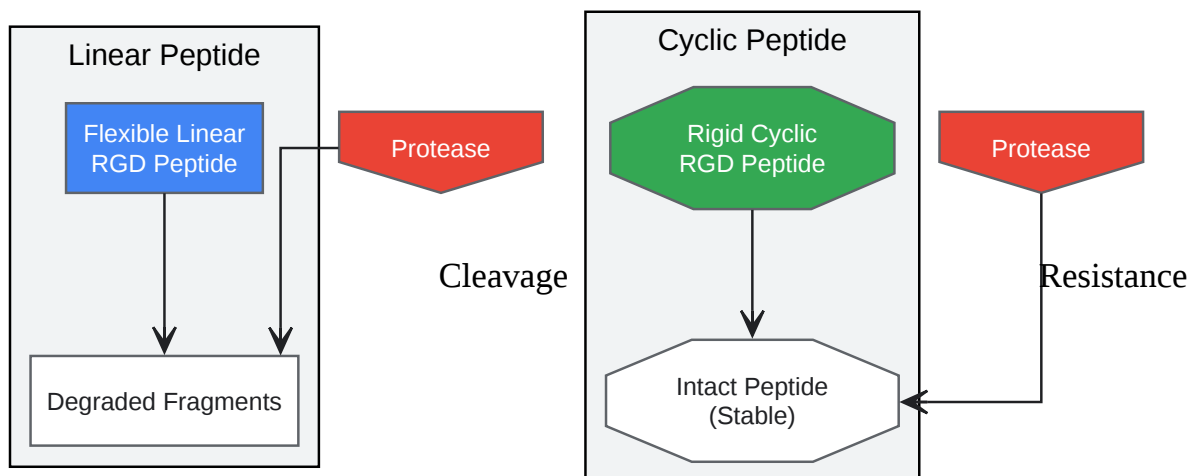 Linear Peptide
Flexible Linear
RGD Peptide
Protease
Cleavage
Degraded Fragments
Cyclic Peptide
Rigid Cyclic
RGD Peptide
Protease
Resistance
Intact Peptide
(Stable)